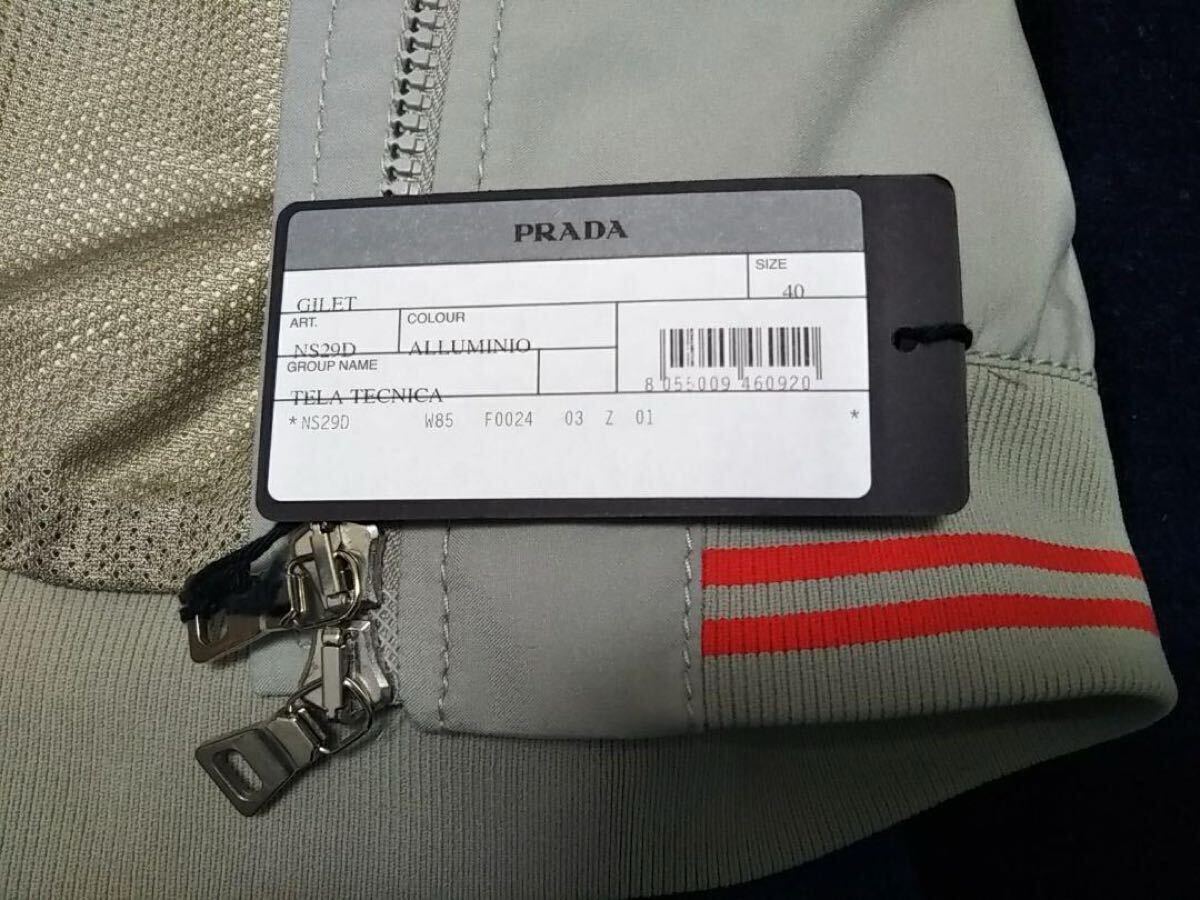 PRADA
SIZE
GILET
40
ART.
COLOUR
NS29D
ALLUMINIO
GROUP NAME
TELA TECNICA
8 055009 460920
*NS29D W85 F0024 03 Z 01 *